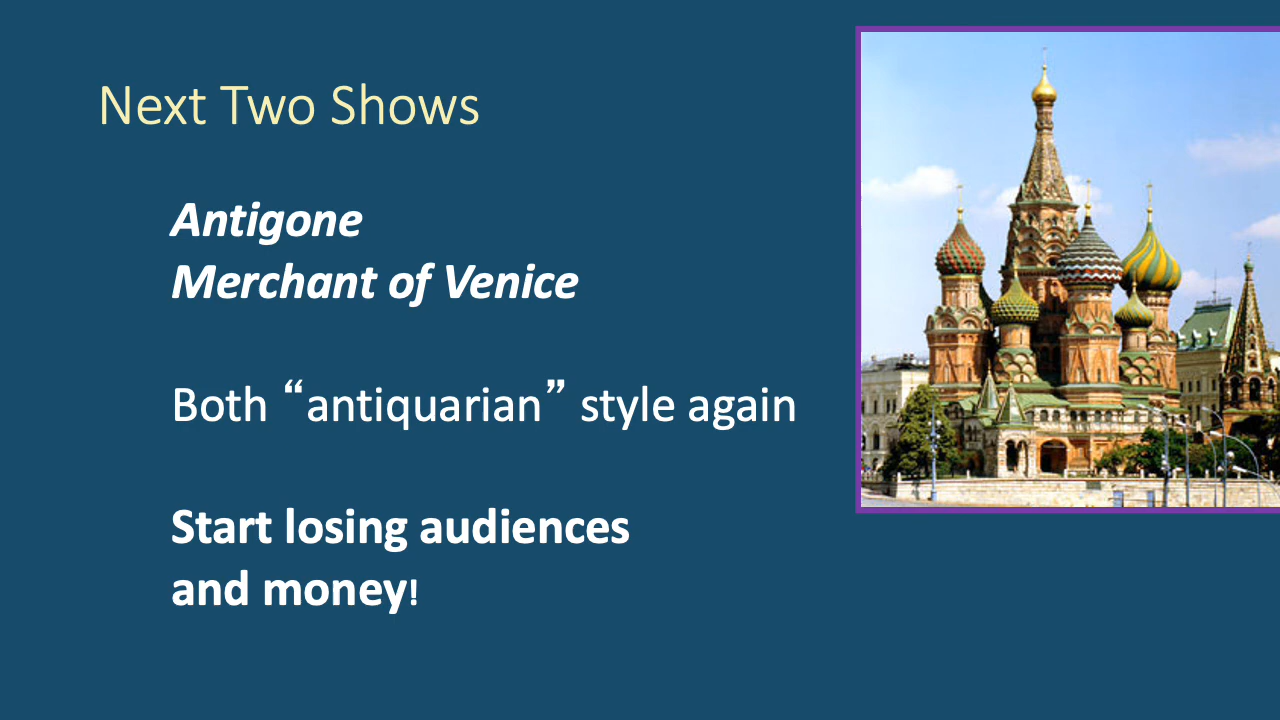 Next Two Shows
Antigone
Merchant of Venice
Both “antiquarian” style again
Start losing audiences
and money!